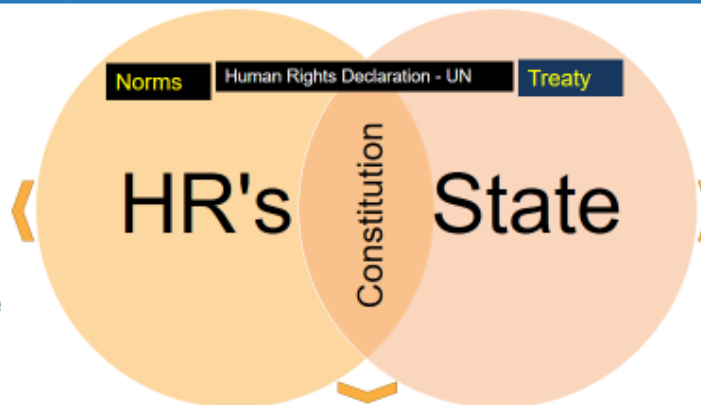 Norms
Human Rights Declaration - UN
Treaty
HR's
Constitution
State